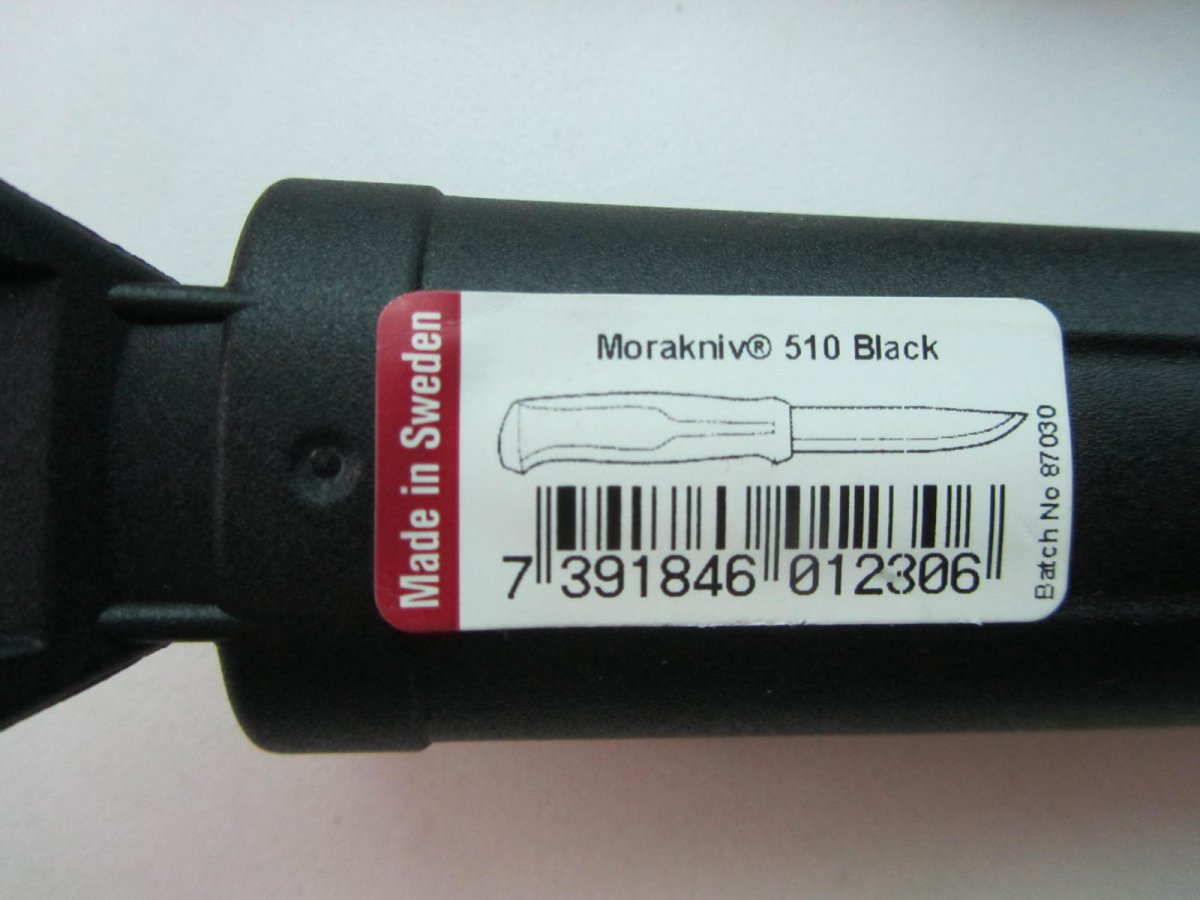 Made in Sweden
Morakniv® 510 Black
7 391846 012306
Batch No 87030